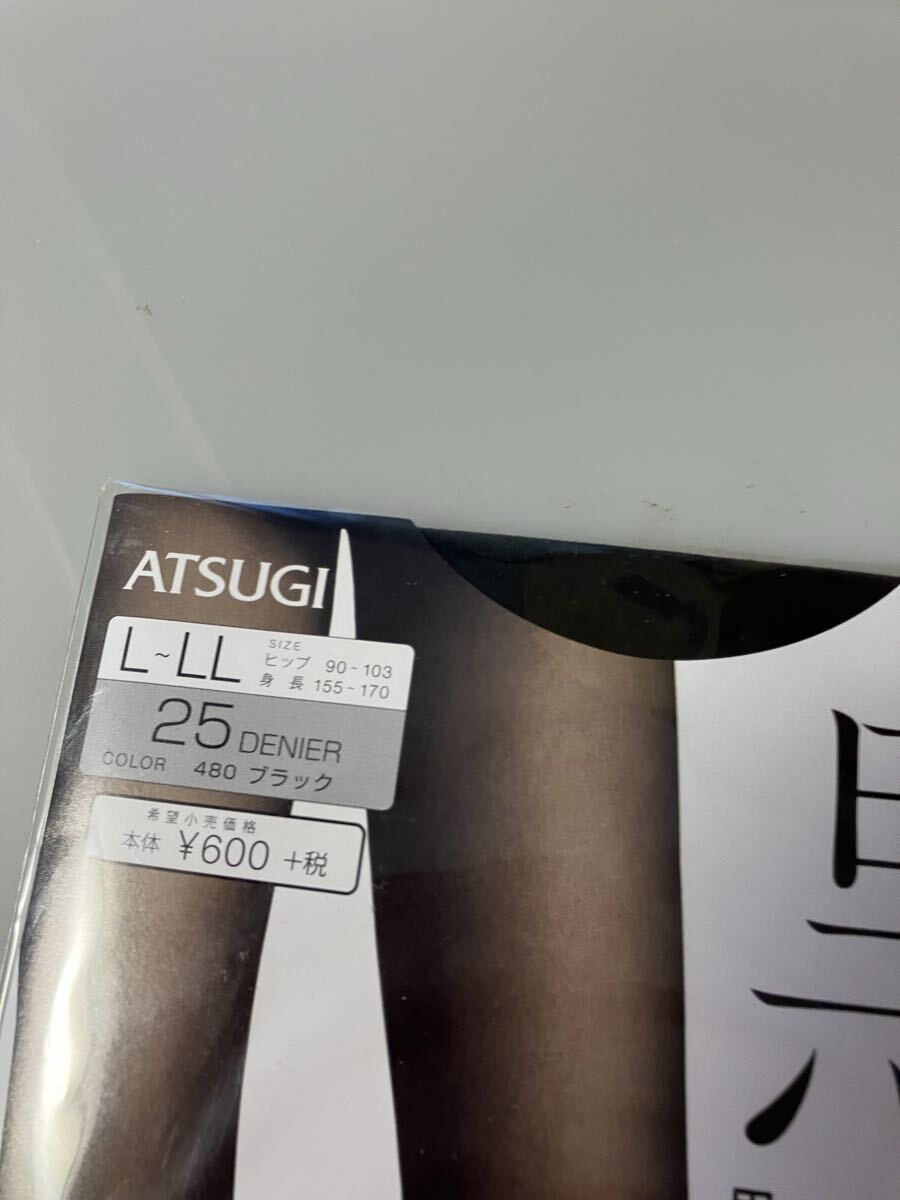 ATSUGI
L~LL
SIZE
ヒップ 90-103
身長 155-170
25 DENIER
COLOR 480 ブラック
希望小売価格
本体 ¥600 +税
黒